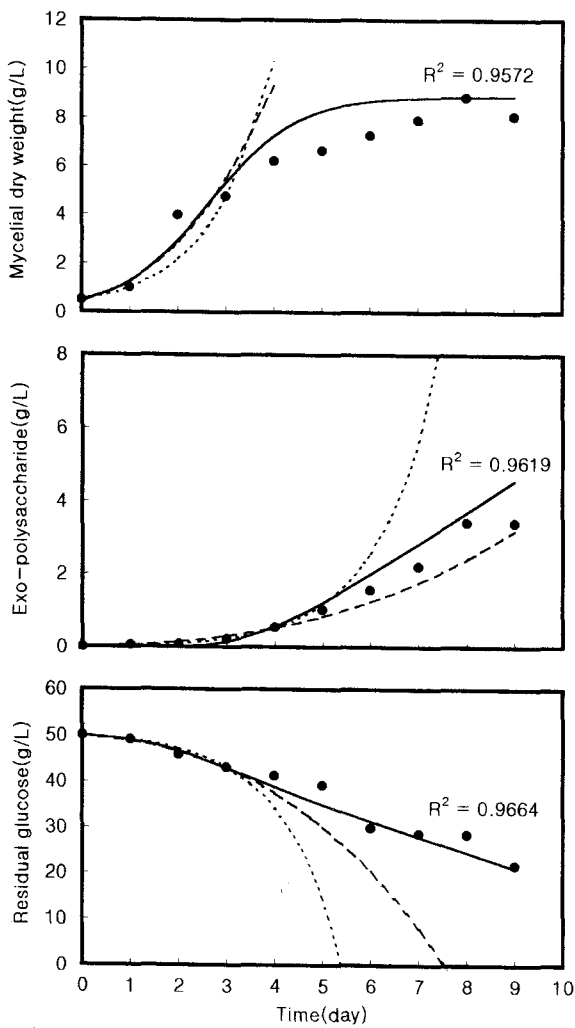 12
10
8
6
4
2
0
Mycelial dry weight(g/L)
R² = 0.9572
8
6
4
2
0
Exo-polysaccharide(g/L)
R² = 0.9619
60
50
40
30
20
10
0
Residual glucose(g/L)
R² = 0.9664
0 1 2 3 4 5 6 7 8 9 10
Time(day)